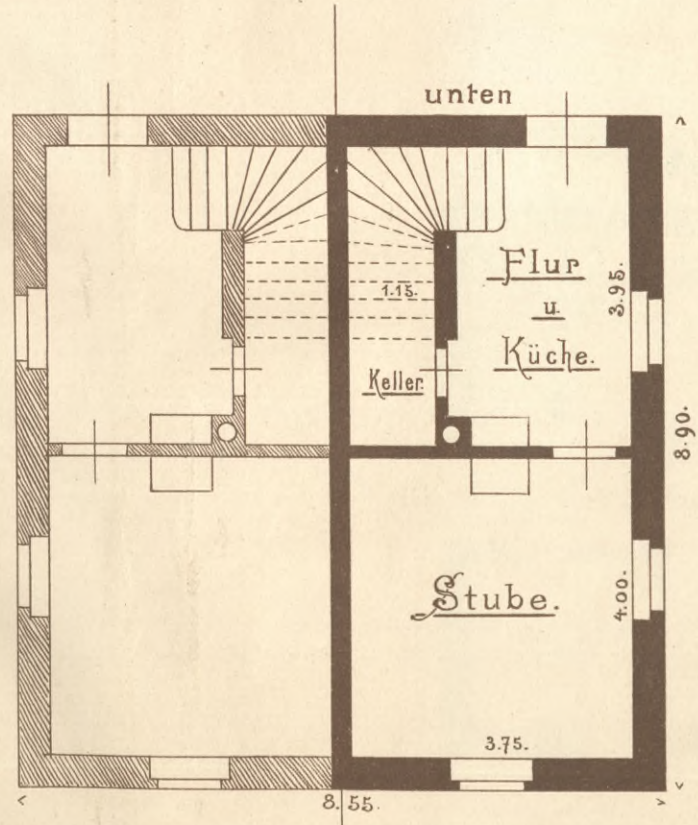 unten
Flur
u.
Küche.
3.95.
1.15.
Keller.
8.90.
Stube.
4.00.
3.75.
8.55.